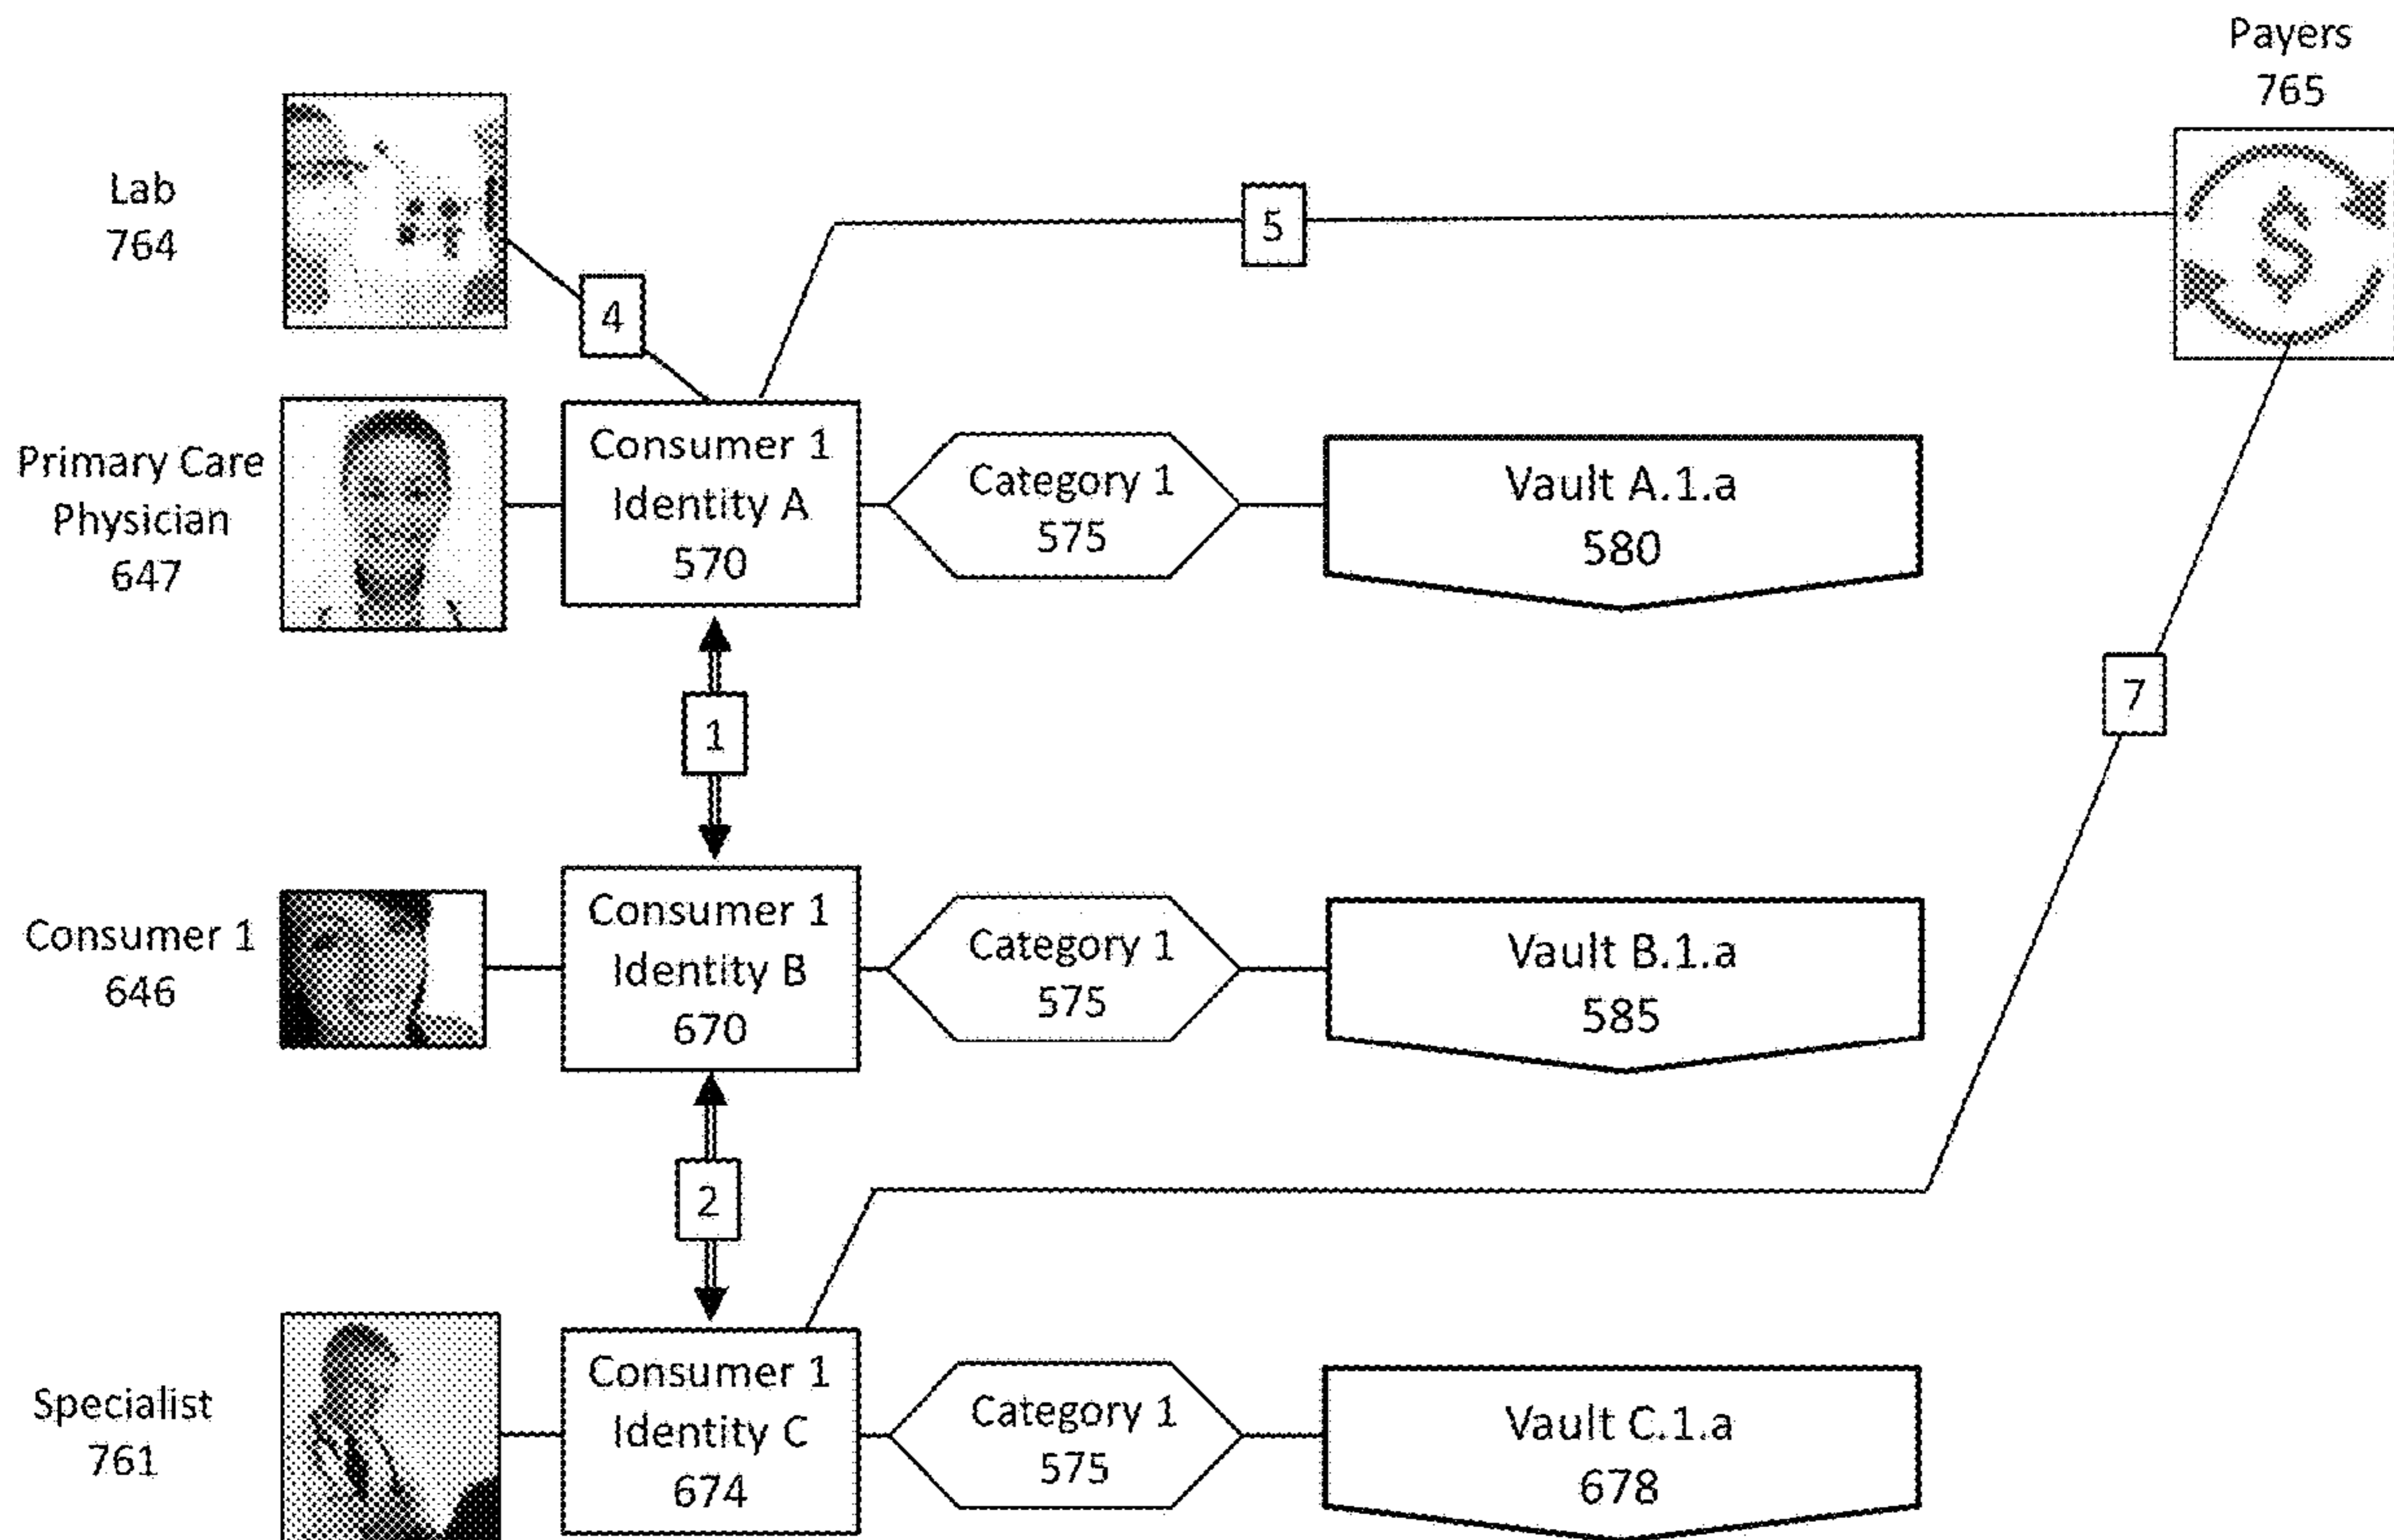 Payers
765
Lab
764
5
4
Primary Care
Physician
647
Consumer 1
Identity A
570
Category 1
575
Vault A.1.a
580
7
1
Consumer 1
646
Consumer 1
Identity B
670
Category 1
575
Vault B.1.a
585
2
Specialist
761
Consumer 1
Identity C
674
Category 1
575
Vault C.1.a
678
$